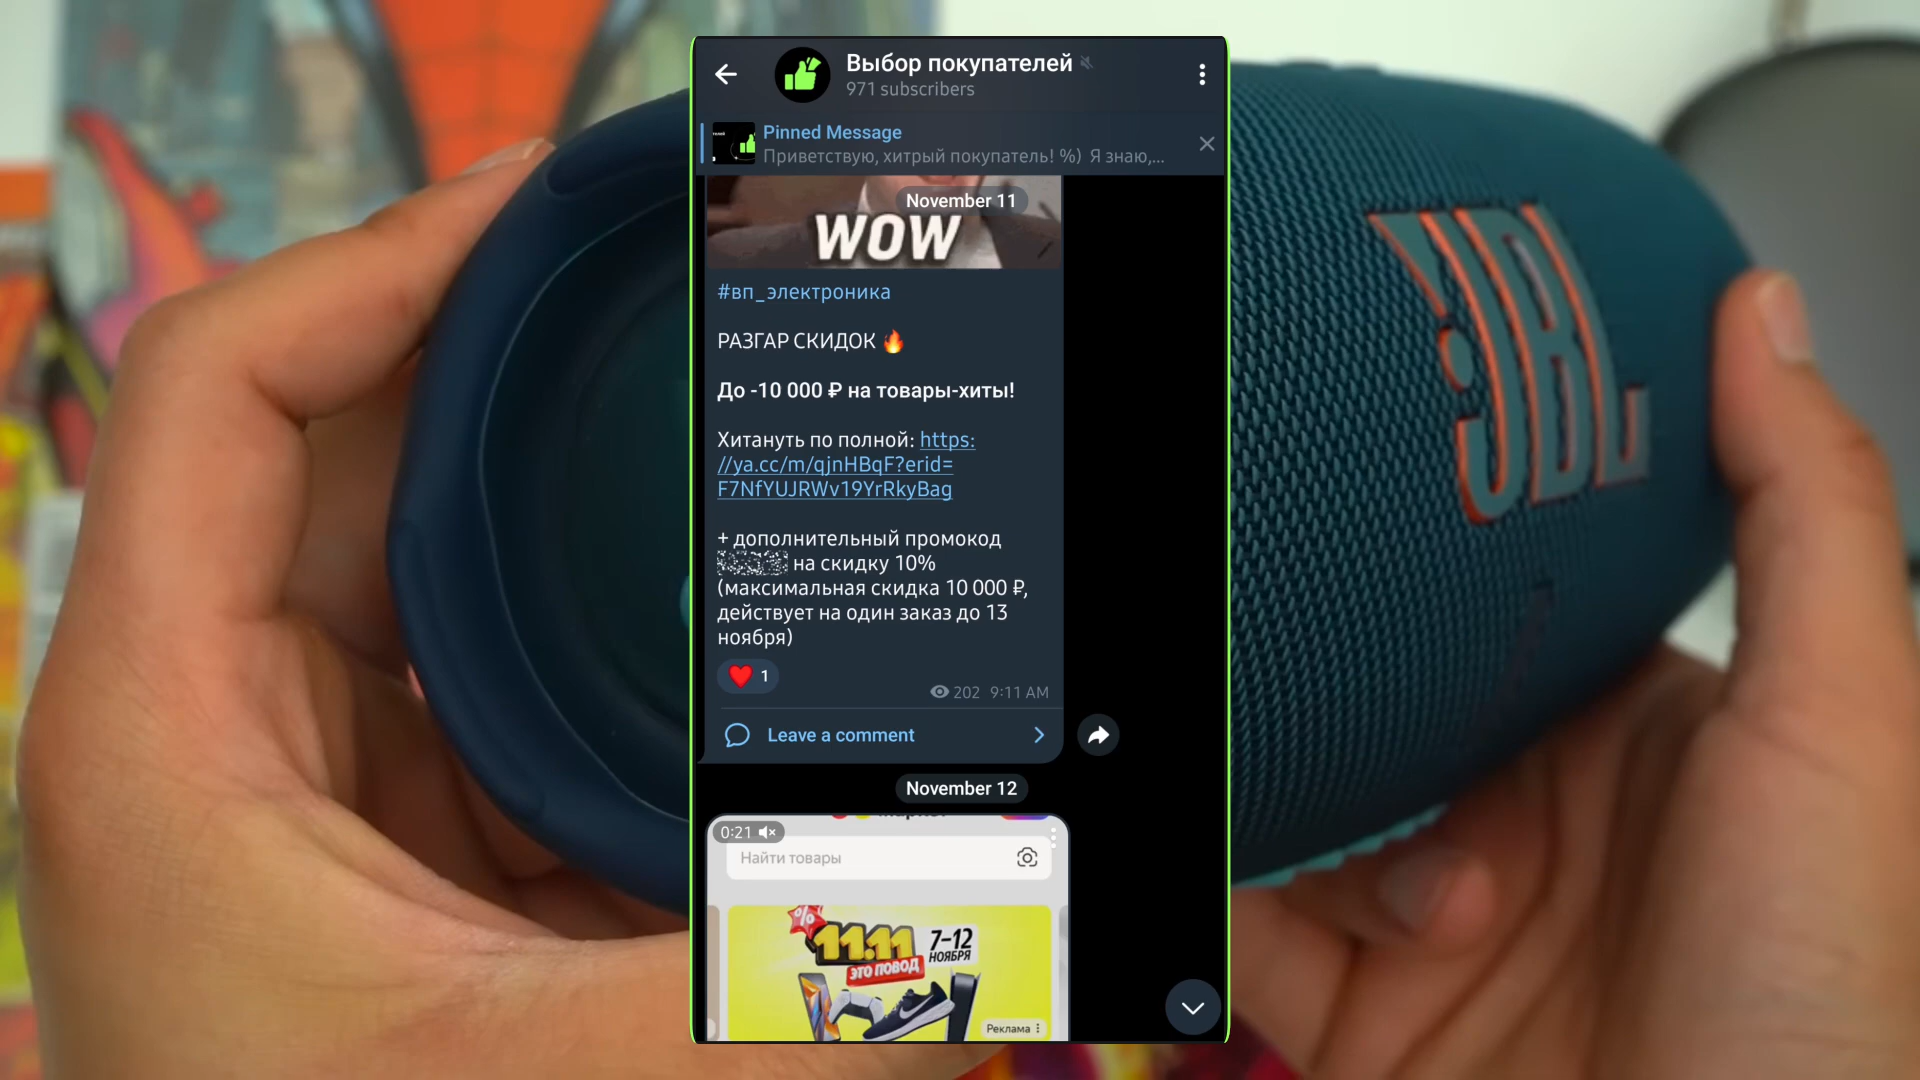 Выбор покупателей
971 subscribers
Pinned Message
Приветствую, хитрый покупатель! %) Я знаю,...
November 11
WOW
#вп_электроника
РАЗГАР СКИДОК 🔥
До -10 000 ₽ на товары-хиты!
Хитануть по полной: https:
//ya.cc/m/qjnHBqF?erid=
F7NfYUJRWv19YrRkyBag
+ дополнительный промокод
на скидку 10%
(максимальная скидка 10 000 ₽,
действует на один заказ до 13
ноября)
❤️ 1
202 9:11 AM
Leave a comment
November 12
0:21
Найти товары
%
11.11
7-12
НОЯБРЯ
ЭТО ПОВОД
Реклама
JBL